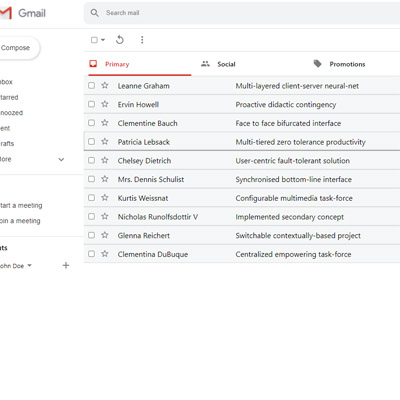 Gmail
Search mail
Compose
Primary
Social
Promotions
Leanne Graham Multi-layered client-server neural-net
Ervin Howell Proactive didactic contingency
Clementine Bauch Face to face bifurcated interface
Patricia Lebsack Multi-tiered zero tolerance productivity
Chelsey Dietrich User-centric fault-tolerant solution
Mrs. Dennis Schulist Synchronised bottom-line interface
Kurtis Weissnat Configurable multimedia task-force
Nicholas Runolfsdottir V Implemented secondary concept
Glenna Reichert Switchable contextually-based project
Clementina DuBuque Centralized empowering task-force
nbox
tarred
noozed
ent
rafts
ore
tart a meeting
oin a meeting
uts
ohn Doe